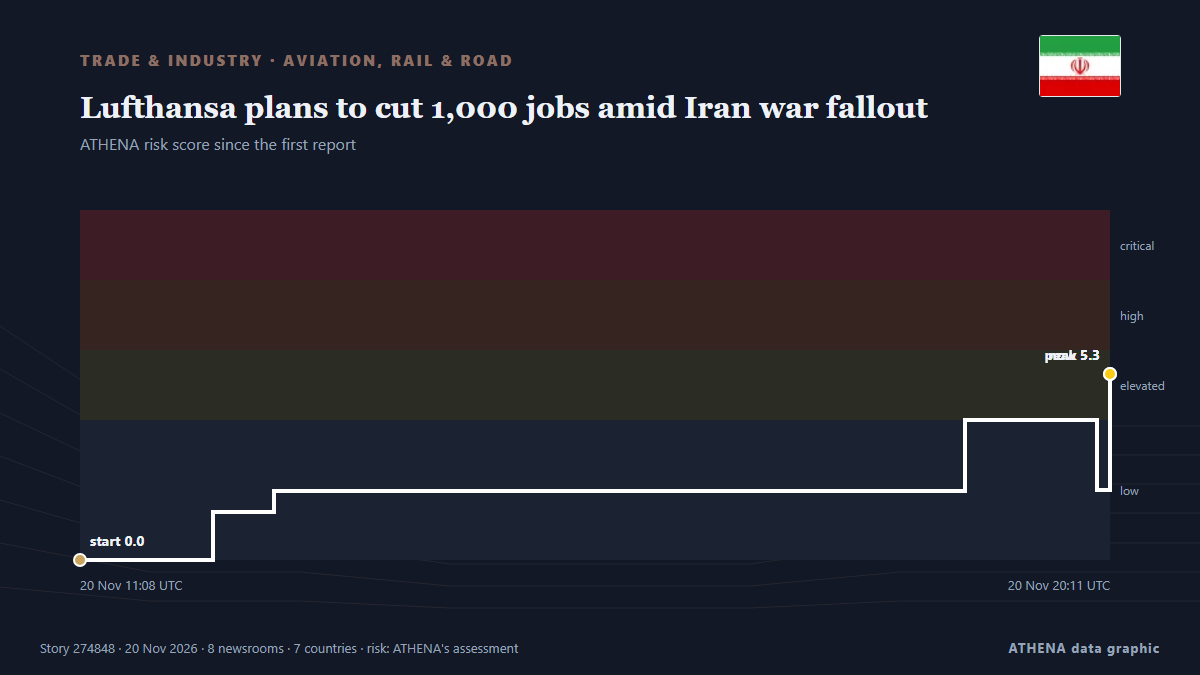 TRADE & INDUSTRY · AVIATION, RAIL & ROAD
Lufthansa plans to cut 1,000 jobs amid Iran war fallout
ATHENA risk score since the first report
critical
high
peak 5.3
elevated
low
start 0.0
20 Nov 11:08 UTC
20 Nov 20:11 UTC
Story 274848 · 20 Nov 2026 · 8 newsrooms · 7 countries · risk: ATHENA's assessment
ATHENA data graphic